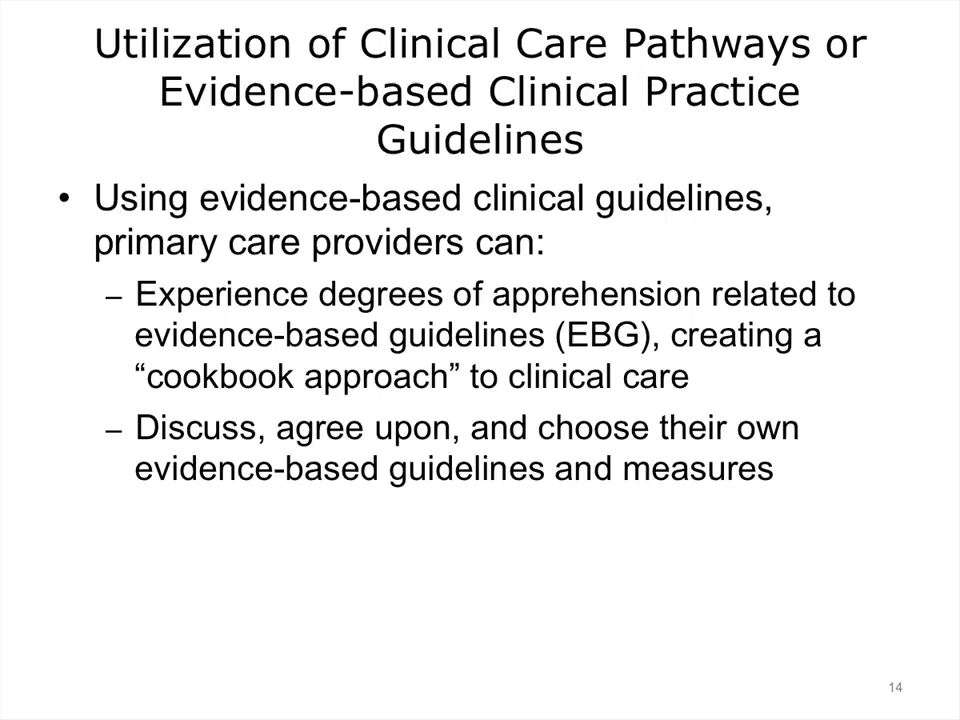 Utilization of Clinical Care Pathways or
Evidence-based Clinical Practice
Guidelines
• Using evidence-based clinical guidelines,
primary care providers can:
– Experience degrees of apprehension related to
evidence-based guidelines (EBG), creating a
“cookbook approach” to clinical care
– Discuss, agree upon, and choose their own
evidence-based guidelines and measures
14